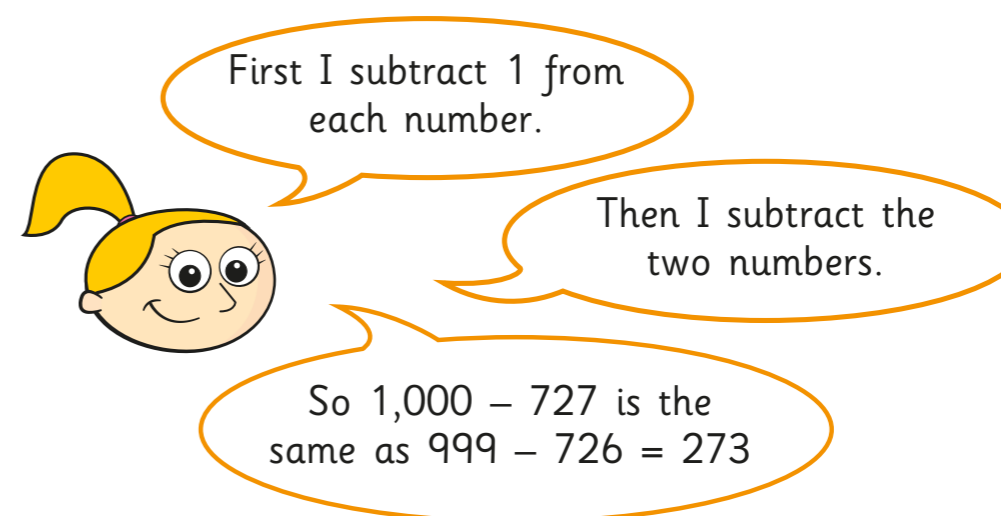 First I subtract 1 from
each number.
Then I subtract the
two numbers.
So 1,000 – 727 is the
same as 999 – 726 = 273